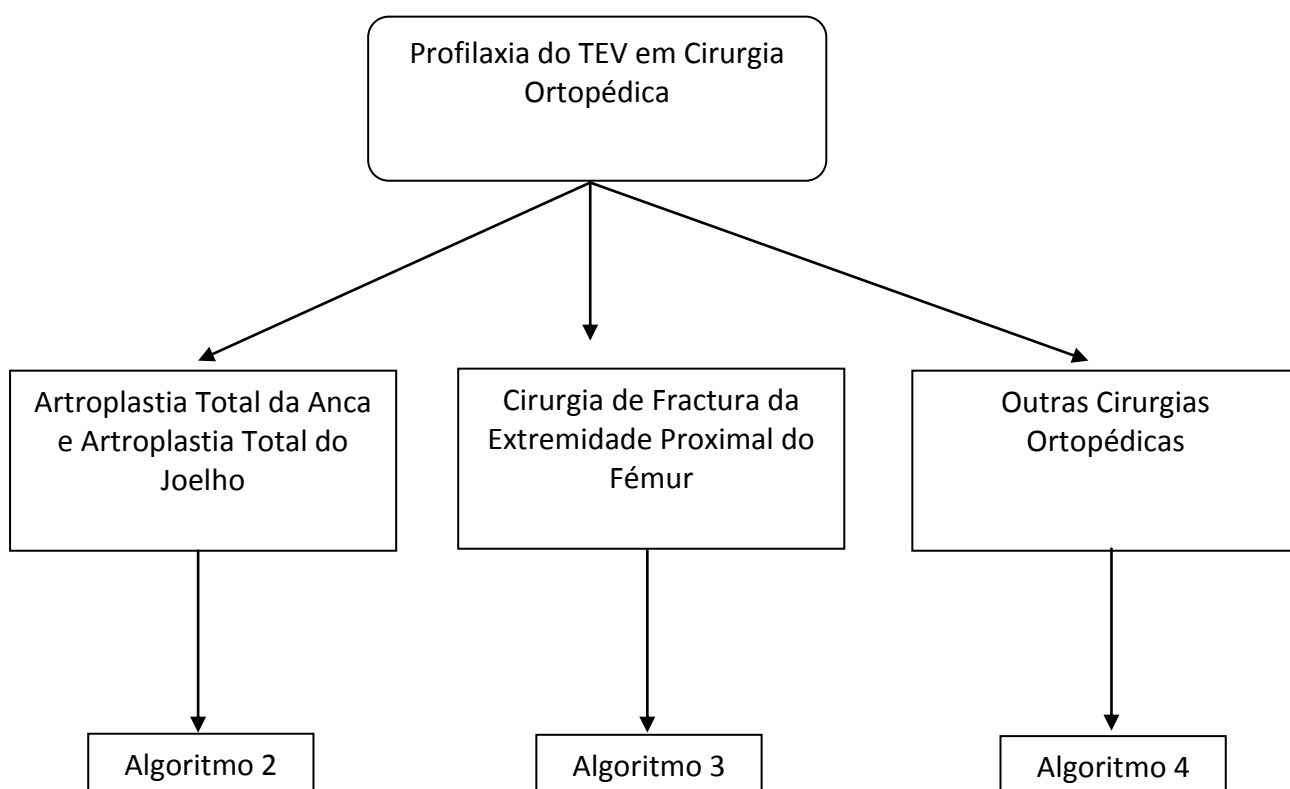 Profilaxia do TEV em Cirurgia
Ortopédica
Artroplastia Total da Anca
e Artroplastia Total do
Joelho
Cirurgia de Fractura da
Extremidade Proximal do
Fémur
Outras Cirurgias
Ortopédicas
Algoritmo 2
Algoritmo 3
Algoritmo 4